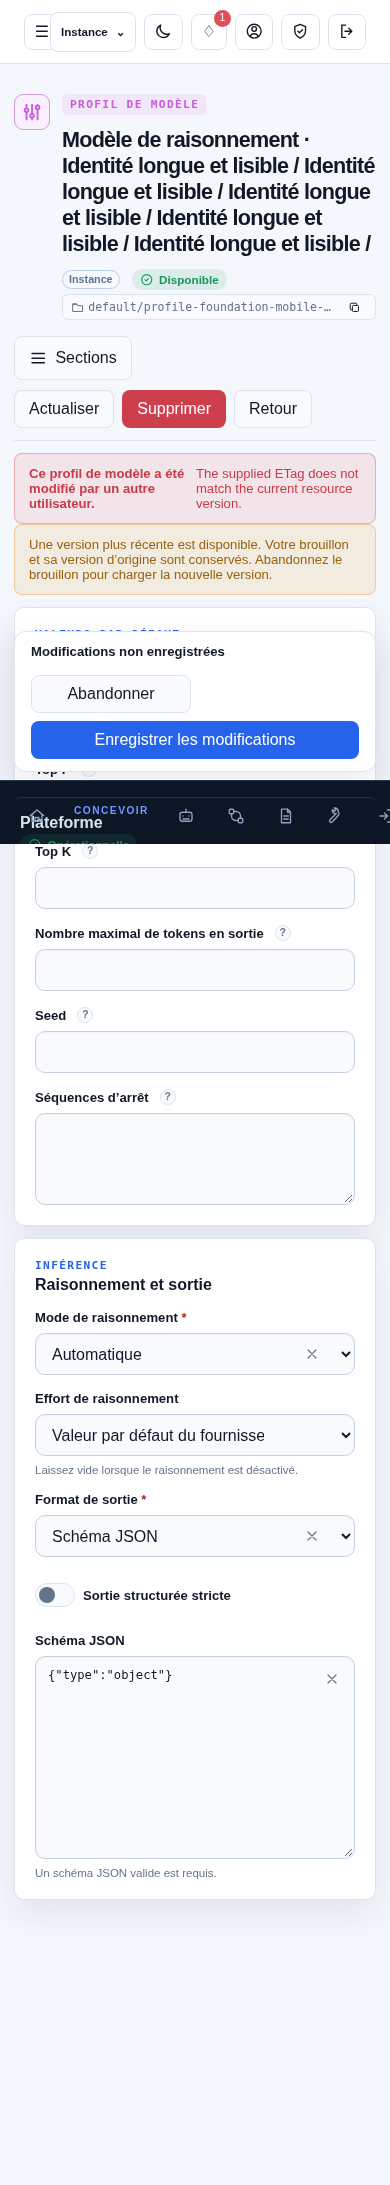 Instance
1
PROFIL DE MODÈLE
Modèle de raisonnement ·
Identité longue et lisible / Identité
longue et lisible / Identité longue
et lisible / Identité longue et
lisible / Identité longue et lisible /
Instance
Disponible
default/profile-foundation-mobile-…
Sections
Actualiser
Supprimer
Retour
Ce profil de modèle a été
modifié par un autre
utilisateur.
The supplied ETag does not
match the current resource
version.
Une version plus récente est disponible. Votre brouillon
et sa version d’origine sont conservés. Abandonnez le
brouillon pour charger la nouvelle version.
Modifications non enregistrées
Abandonner
Enregistrer les modifications
CONCEVOIR
Plateforme
Top K ?
Nombre maximal de tokens en sortie ?
Seed ?
Séquences d’arrêt ?
INFÉRENCE
Raisonnement et sortie
Mode de raisonnement *
Automatique
Effort de raisonnement
Valeur par défaut du fournisse
Laissez vide lorsque le raisonnement est désactivé.
Format de sortie *
Schéma JSON
Sortie structurée stricte
Schéma JSON
{"type":"object"}
Un schéma JSON valide est requis.